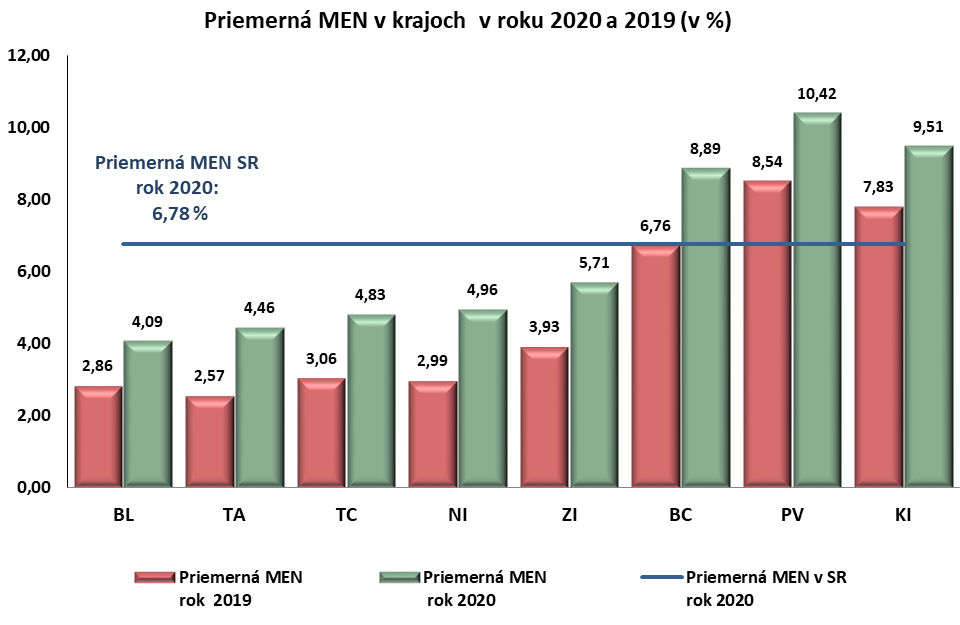 Priemerná MEN v krajoch  v roku 2020 a 2019 (v %)
12,00
10,00
8,00
6,00
4,00
2,00
0,00
Priemerná MEN SR
rok 2020:
6,78 %
2,86
4,09
2,57
4,46
3,06
4,83
2,99
4,96
3,93
5,71
6,76
8,89
8,54
10,42
7,83
9,51
BL TA TC NI ZI BC PV KI
Priemerná MEN
rok  2019
Priemerná MEN
rok 2020
Priemerná MEN v SR
rok 2020